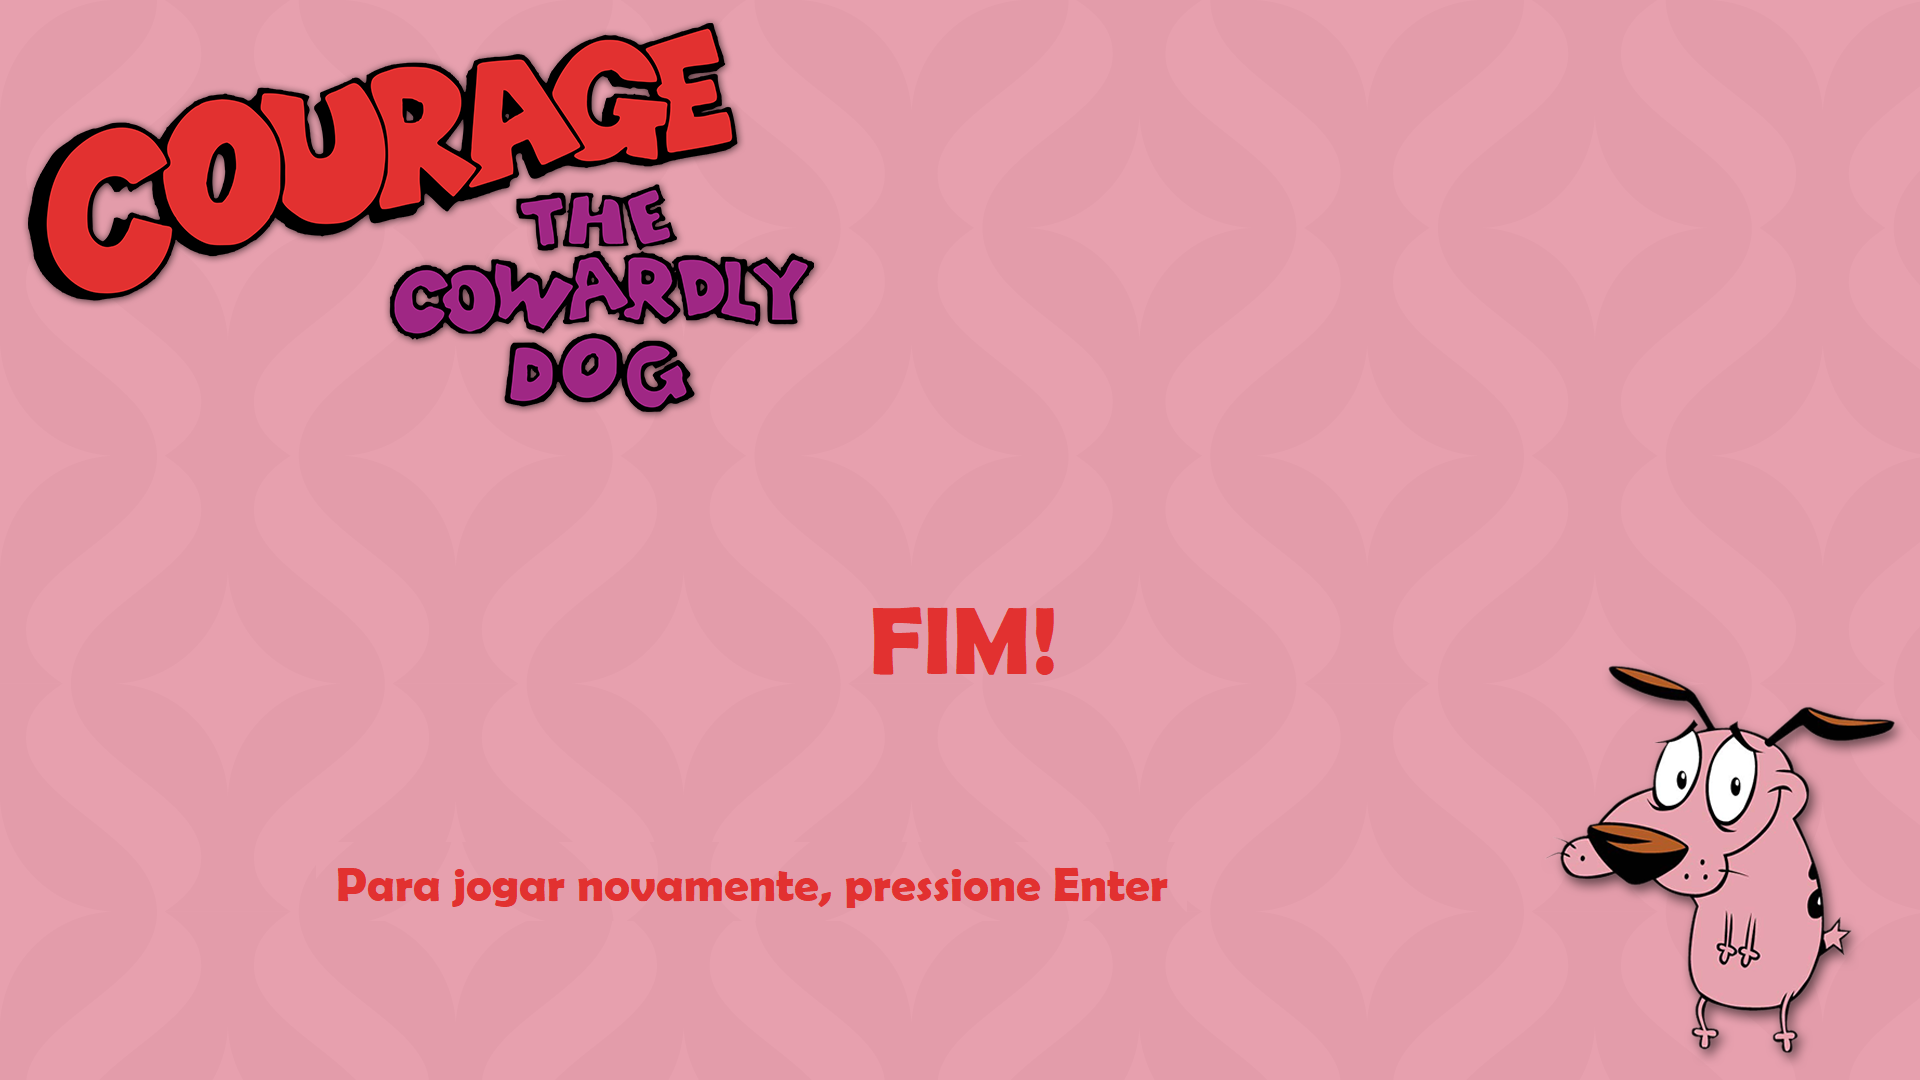 COURAGE
THE
COWARDLY
DOG
FIM!
Para jogar novamente, pressione Enter